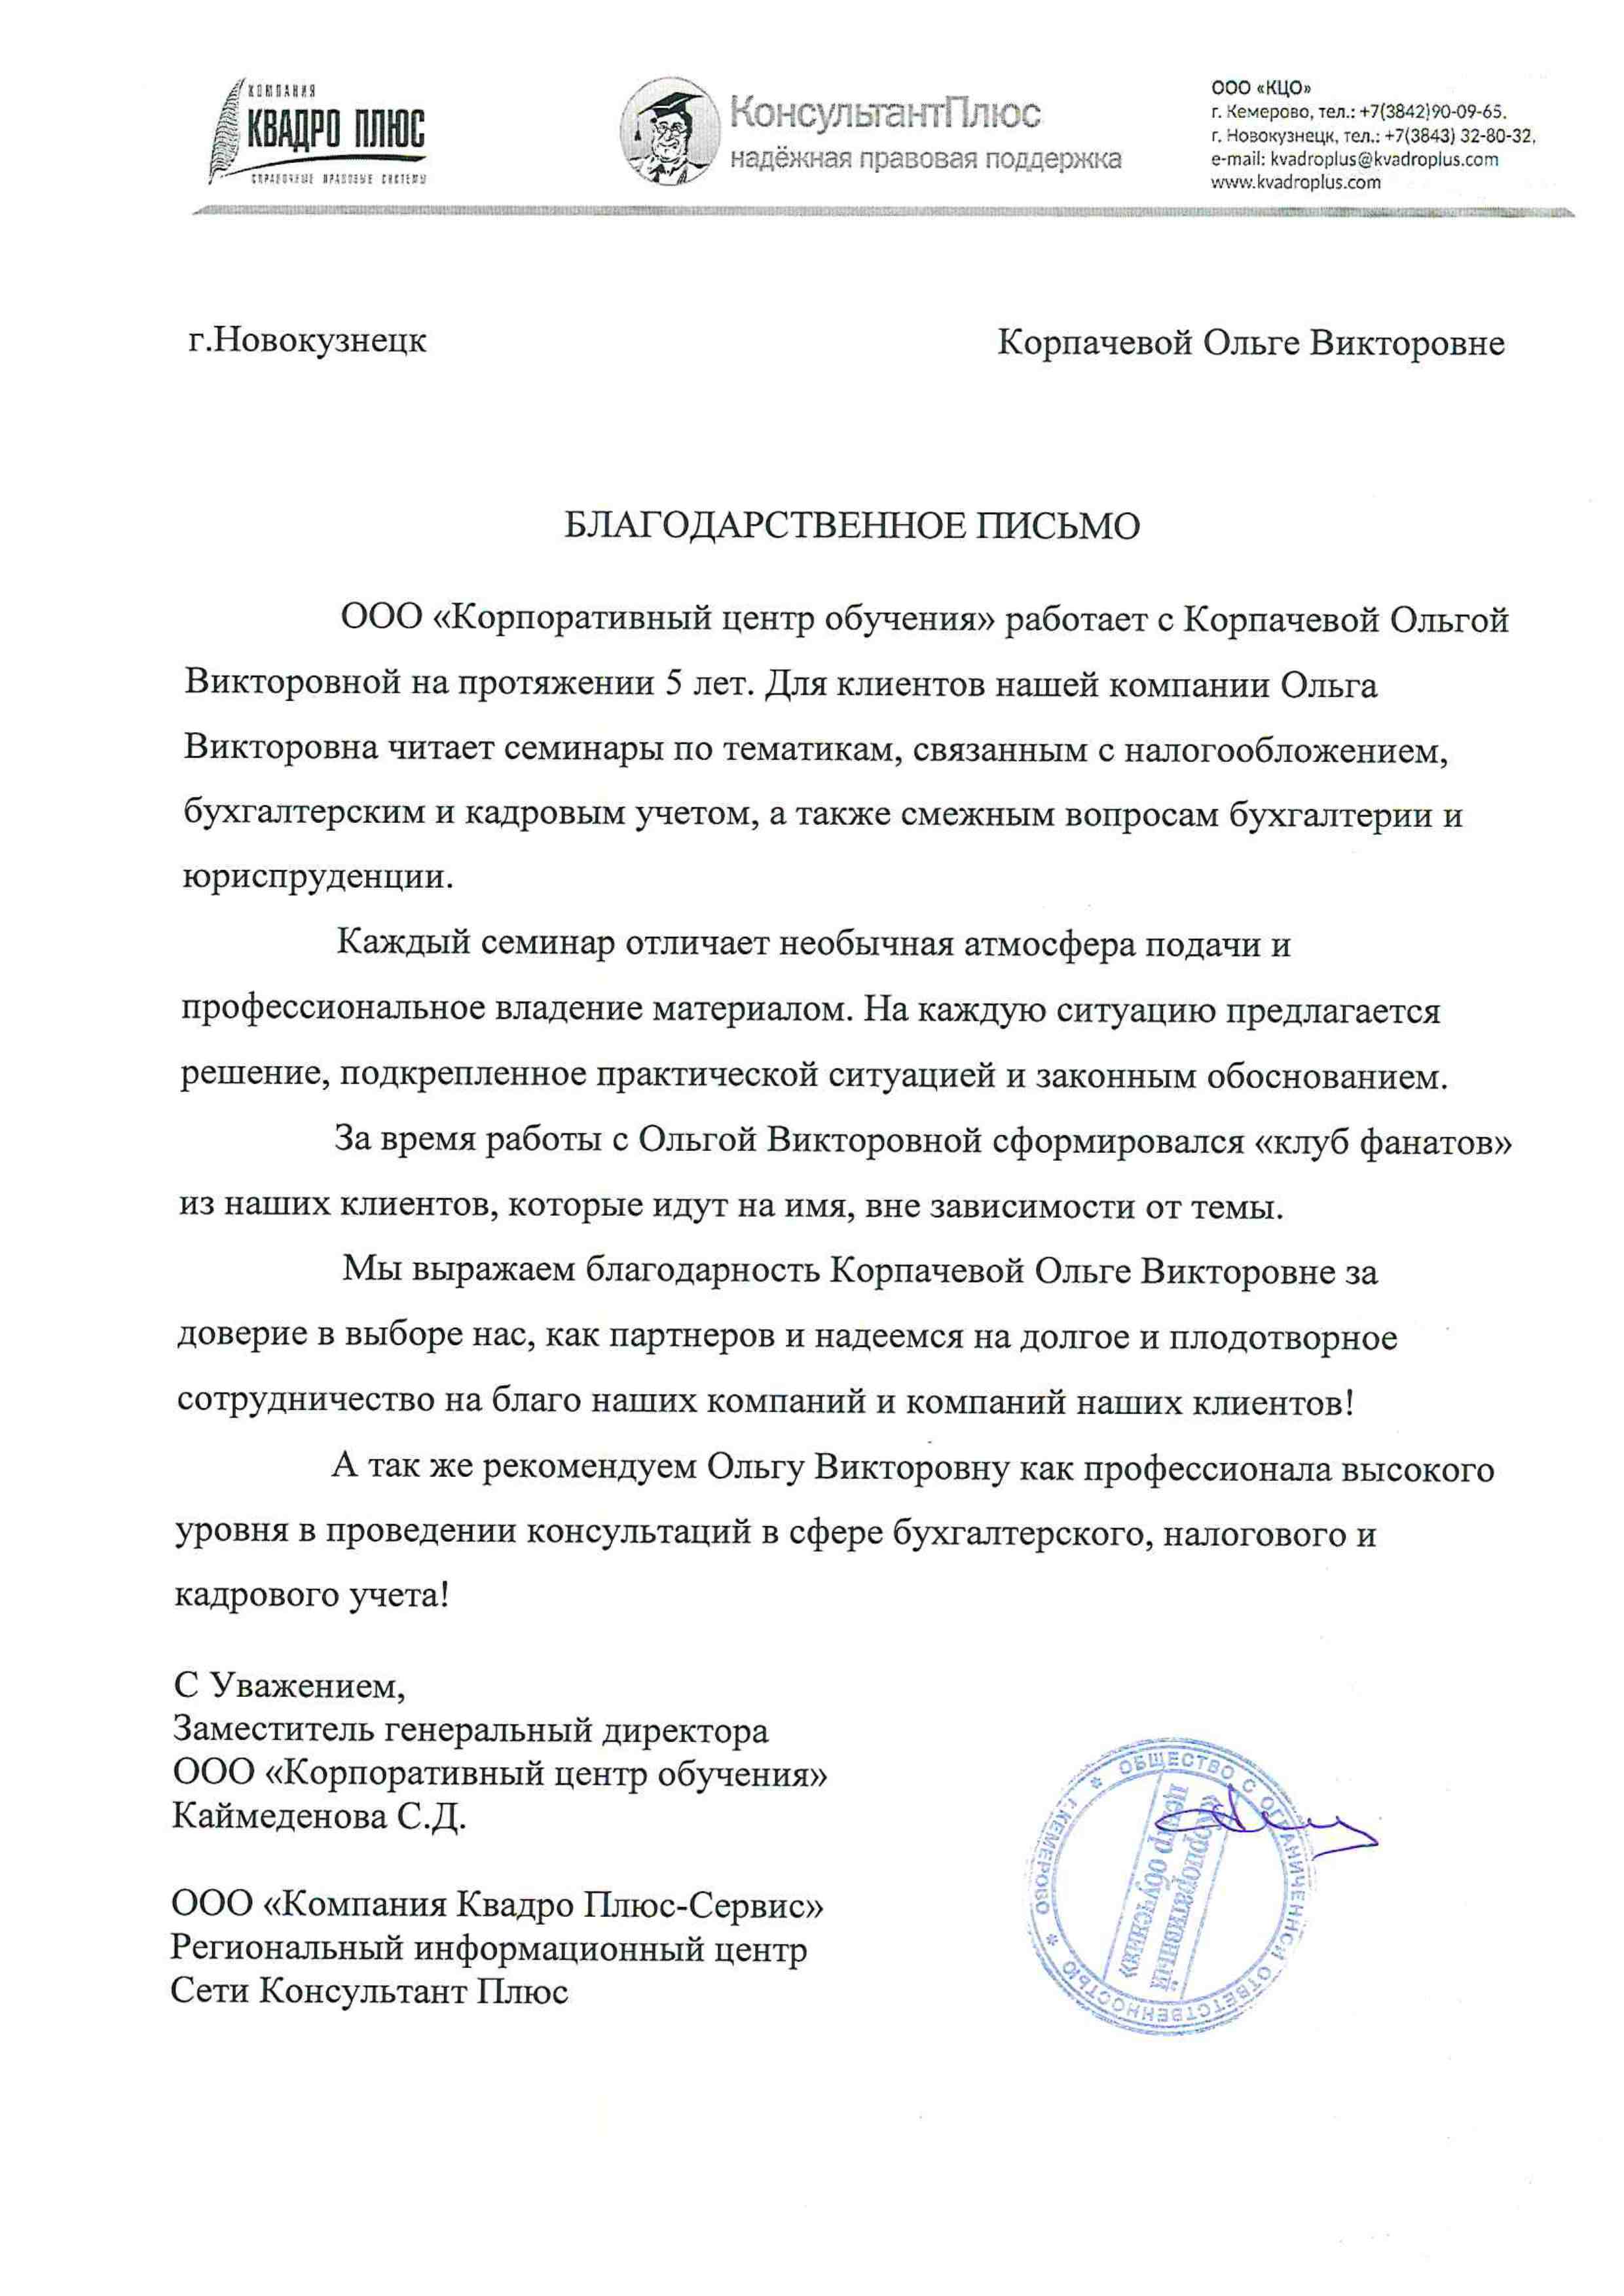 КОМПАНИЯ
КВАДРО ПЛЮС
СПРАВОЧНЫЕ ПРАВОВЫЕ СИСТЕМЫ
КонсультантПлюс
надёжная правовая поддержка
ООО «КЦО»
г. Кемерово, тел.: +7(3842)90-09-65.
г. Новокузнецк, тел.: +7(3843) 32-80-32,
e-mail: kvadroplus@kvadroplus.com
www.kvadroplus.com
г.Новокузнецк
Корпачевой Ольге Викторовне
БЛАГОДАРСТВЕННОЕ ПИСЬМО
ООО «Корпоративный центр обучения» работает с Корпачевой Ольгой
Викторовной на протяжении 5 лет. Для клиентов нашей компании Ольга
Викторовна читает семинары по тематикам, связанным с налогообложением,
бухгалтерским и кадровым учетом, а также смежным вопросам бухгалтерии и
юриспруденции.
Каждый семинар отличает необычная атмосфера подачи и
профессиональное владение материалом. На каждую ситуацию предлагается
решение, подкрепленное практической ситуацией и законным обоснованием.
За время работы с Ольгой Викторовной сформировался «клуб фанатов»
из наших клиентов, которые идут на имя, вне зависимости от темы.
Мы выражаем благодарность Корпачевой Ольге Викторовне за
доверие в выборе нас, как партнеров и надеемся на долгое и плодотворное
сотрудничество на благо наших компаний и компаний наших клиентов!
А так же рекомендуем Ольгу Викторовну как профессионала высокого
уровня в проведении консультаций в сфере бухгалтерского, налогового и
кадрового учета!
С Уважением,
Заместитель генеральный директора
ООО «Корпоративный центр обучения»
Каймеденова С.Д.
ООО «Компания Квадро Плюс-Сервис»
Региональный информационный центр
Сети Консультант Плюс
ОБЩЕСТВО С ОГРАНИЧЕННОЙ ОТВЕТСТВЕННОСТЬЮ * г.КЕМЕРОВО *
«Корпоративный
центр обучения»